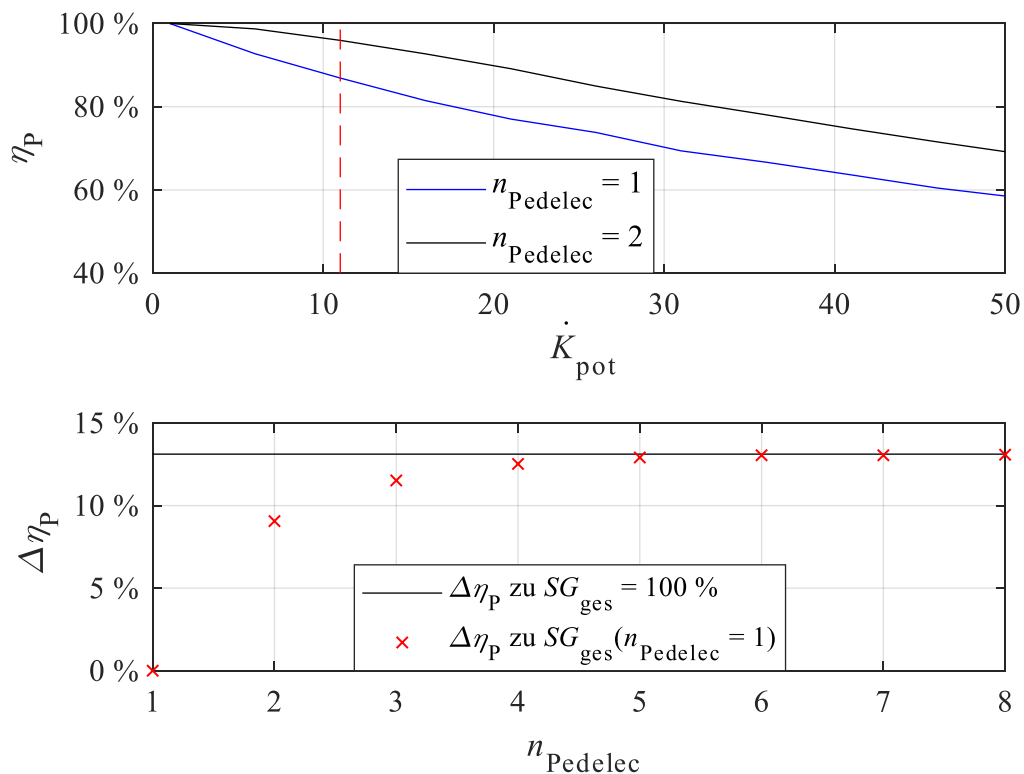 100 %
80 %
60 %
40 %
η_P
n_Pedelec = 1
n_Pedelec = 2
0 10 20 30 40 50
K̇_pot
15 %
10 %
5 %
0 %
Δη_P
Δη_P zu SG_ges = 100 %
Δη_P zu SG_ges(n_Pedelec = 1)
1 2 3 4 5 6 7 8
n_Pedelec